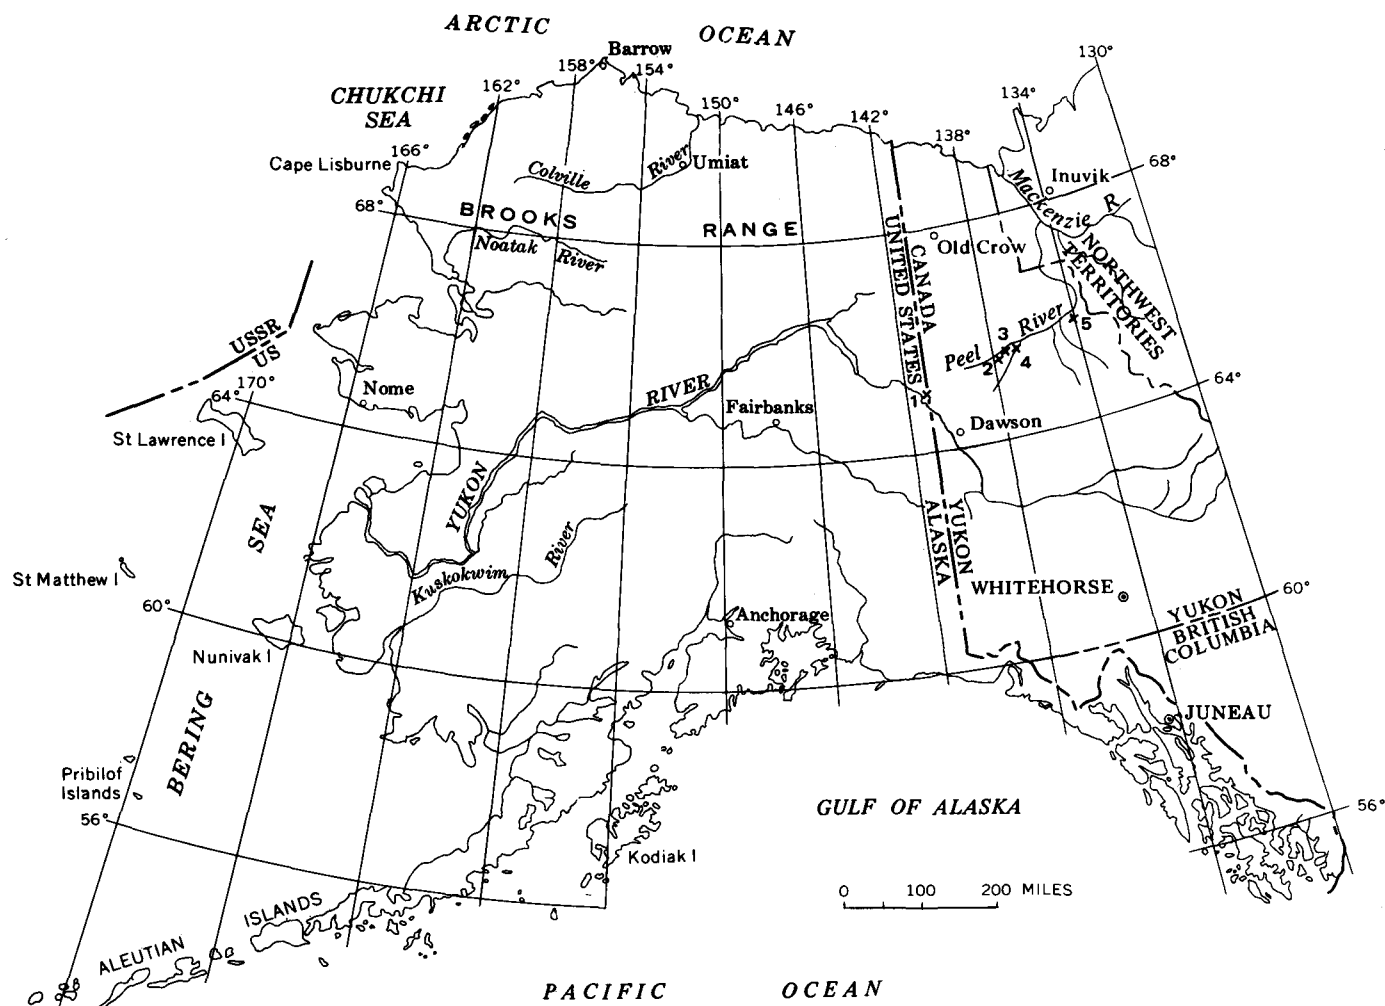 ARCTIC OCEAN
Barrow
130°
158°
154°
162°
134°
CHUKCHI
SEA
150°
146°
142°
138°
166°
Cape Lisburne
Colville River
Umiat
68°
Inuvik
Mackenzie R
68°
BROOKS RANGE
Noatak River
Old Crow
UNITED STATES
CANADA
NORTHWEST
TERRITORIES
USSR
US
Peel River
3
2
4
5
1
170°
64°
Nome
RIVER
YUKON
Fairbanks
64°
St Lawrence I
Dawson
SEA
BERING
River
Kuskokwim
ALASKA
YUKON
St Matthew I
WHITEHORSE
60°
60°
YUKON
BRITISH
COLUMBIA
Anchorage
Nunivak I
JUNEAU
Pribilof
Islands
56°
GULF OF ALASKA
56°
Kodiak I
0 100 200 MILES
ALEUTIAN ISLANDS
PACIFIC OCEAN